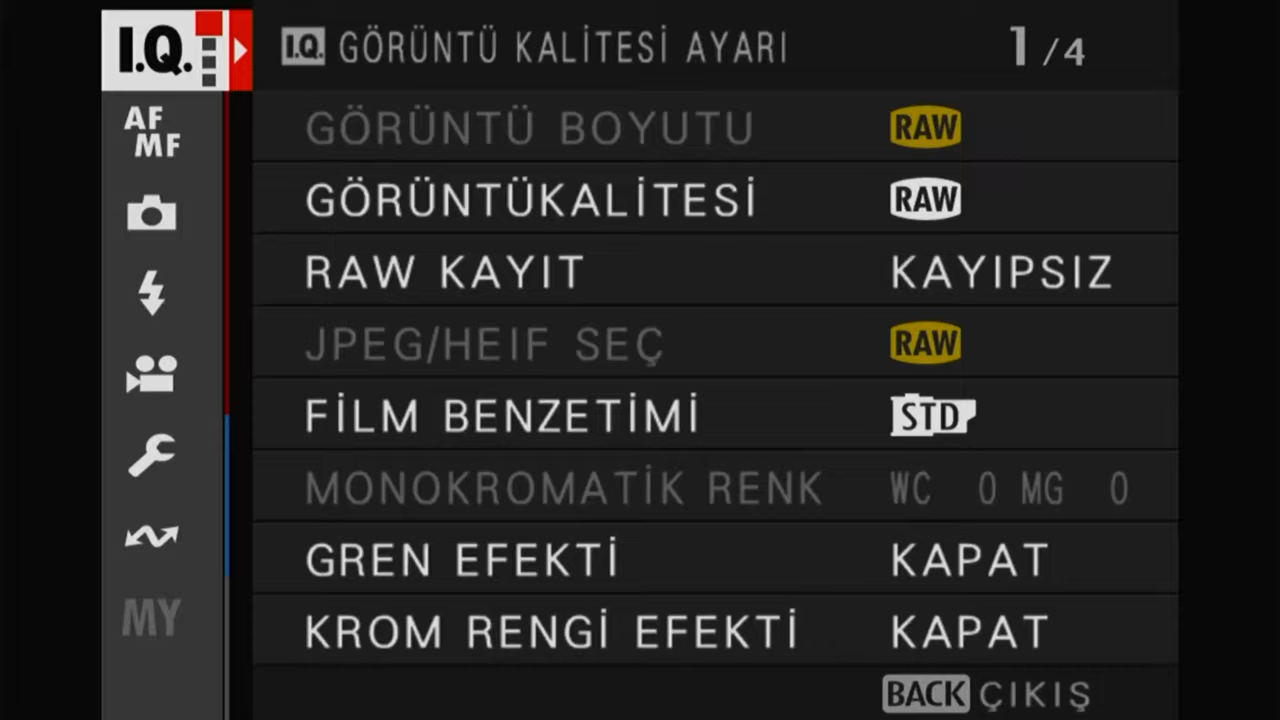 I.Q. GÖRÜNTÜ KALİTESİ AYARI 1/4
I.Q.
AF
MF
MY
GÖRÜNTÜ BOYUTU RAW
GÖRÜNTÜKALİTESİ RAW
RAW KAYIT KAYIPSIZ
JPEG/HEIF SEÇ RAW
FİLM BENZETİMİ STD
MONOKROMATİK RENK WC 0 MG 0
GREN EFEKTİ KAPAT
KROM RENGİ EFEKTİ KAPAT
BACK ÇIKIŞ